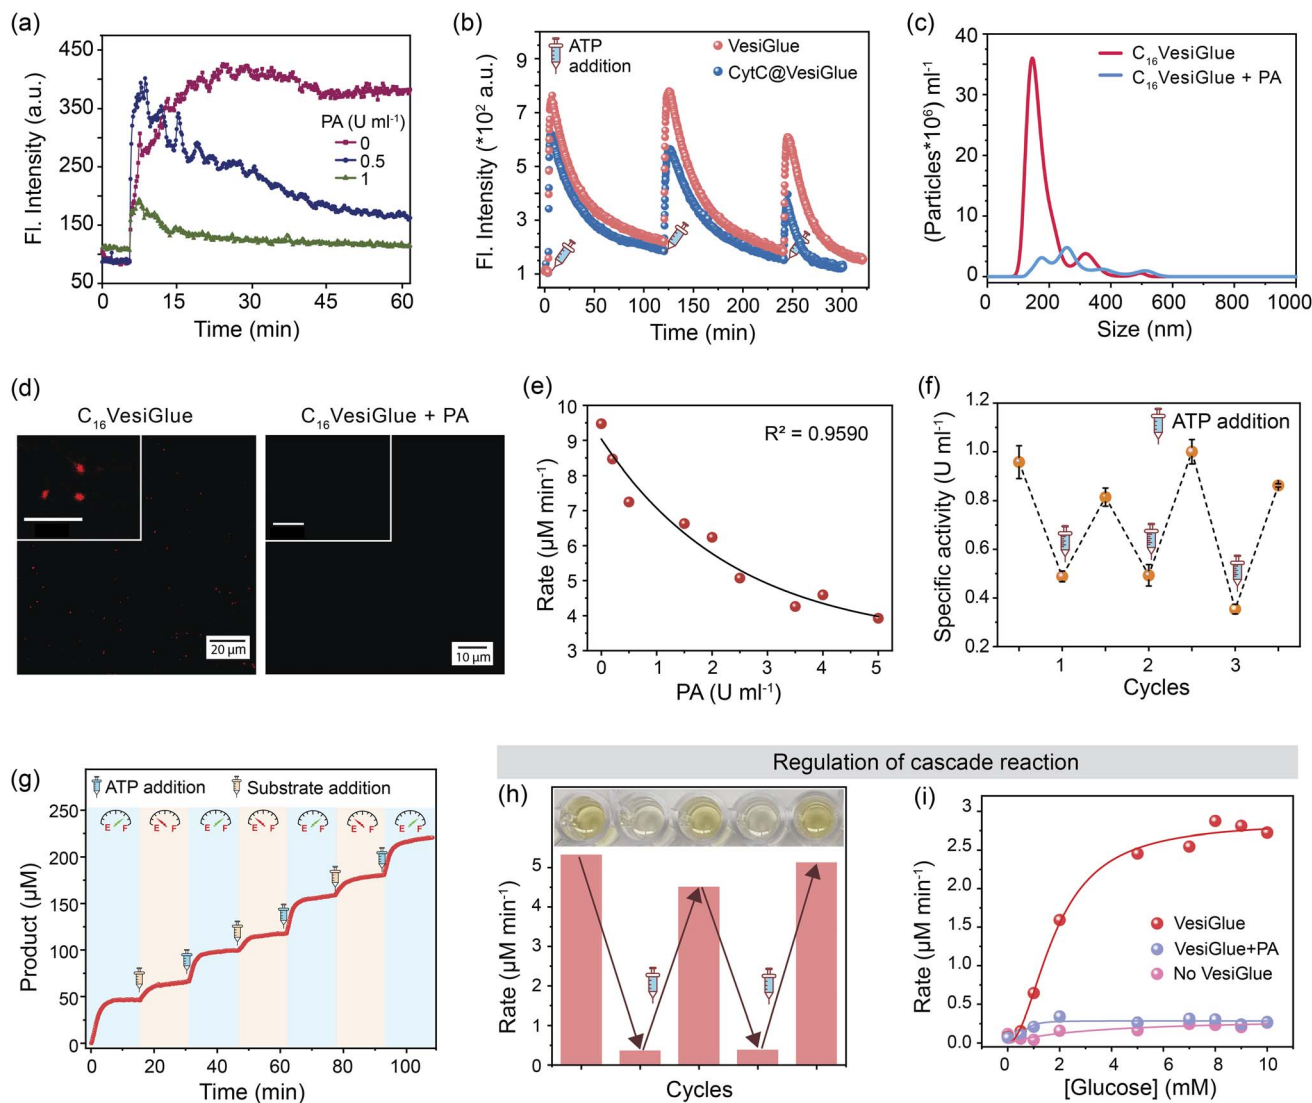 (a)
450
350
250
150
50
Fl. Intensity (a.u.)
PA (U ml⁻¹)
0
0.5
1
0 15 30 45 60
Time (min)
(b)
9
7
5
3
1
Fl. Intensity (*10² a.u.)
ATP
addition
VesiGlue
CytC@VesiGlue
0 50 100 150 200 250 300
Time (min)
(c)
40
30
20
10
0
(Particles*10⁶) ml⁻¹
C₁₆VesiGlue
C₁₆VesiGlue + PA
0 200 400 600 800 1000
Size (nm)
(d)
C₁₆VesiGlue
C₁₆VesiGlue + PA
20 µm
10 µm
(e)
10
9
8
7
6
5
4
3
Rate (µM min⁻¹)
R² = 0.9590
0 1 2 3 4 5
PA (U ml⁻¹)
(f)
1.2
1.0
0.8
0.6
0.4
0.2
Specific activity (U ml⁻¹)
ATP addition
1 2 3
Cycles
(g)
ATP addition
Substrate addition
250
200
150
100
50
0
Product (µM)
E F E F E F E F E F E F E F
0 20 40 60 80 100
Time (min)
Regulation of cascade reaction
(h)
5
4
3
2
1
0
Rate (µM min⁻¹)
Cycles
(i)
3.0
2.5
2.0
1.5
1.0
0.5
0.0
Rate (µM min⁻¹)
VesiGlue
VesiGlue+PA
No VesiGlue
0 2 4 6 8 10
[Glucose] (mM)